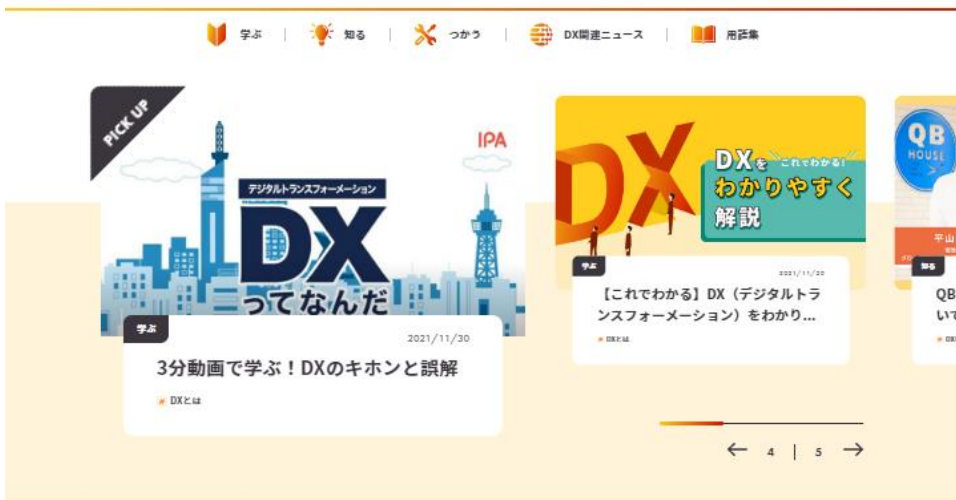 学ぶ
知る
つかう
DX関連ニュース
用語集
PICK UP
IPA
デジタルトランスフォーメーション
DX
ってなんだ
学ぶ
2021/11/30
3分動画で学ぶ！DXのキホンと誤解
DXとは
DX
DXを これでわかる！
わかりやすく
解説
学ぶ
2021/11/30
【これでわかる】DX（デジタルトラ
ンスフォーメーション）をわかり...
DXとは
QB
HOUSE
平山
知る
QB
いて
4 | 5